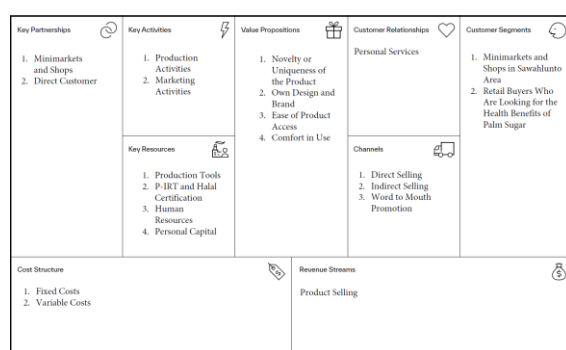 Key Partnerships
1. Minimarkets
and Shops
2. Direct Customer
Key Activities
1. Production
Activities
2. Marketing
Activities
Key Resources
1. Production Tools
2. P-IRT and Halal
Certification
3. Human
Resources
4. Personal Capital
Value Propositions
1. Novelty or
Uniqueness of
the Product
2. Own Design and
Brand
3. Ease of Product
Access
4. Comfort in Use
Customer Relationships
Personal Services
Channels
1. Direct Selling
2. Indirect Selling
3. Word to Mouth
Promotion
Customer Segments
1. Minimarkets and
Shops in Sawahlunto
Area
2. Retail Buyers Who
Are Looking for the
Health Benefits of
Palm Sugar
Cost Structure
1. Fixed Costs
2. Variable Costs
Revenue Streams
Product Selling